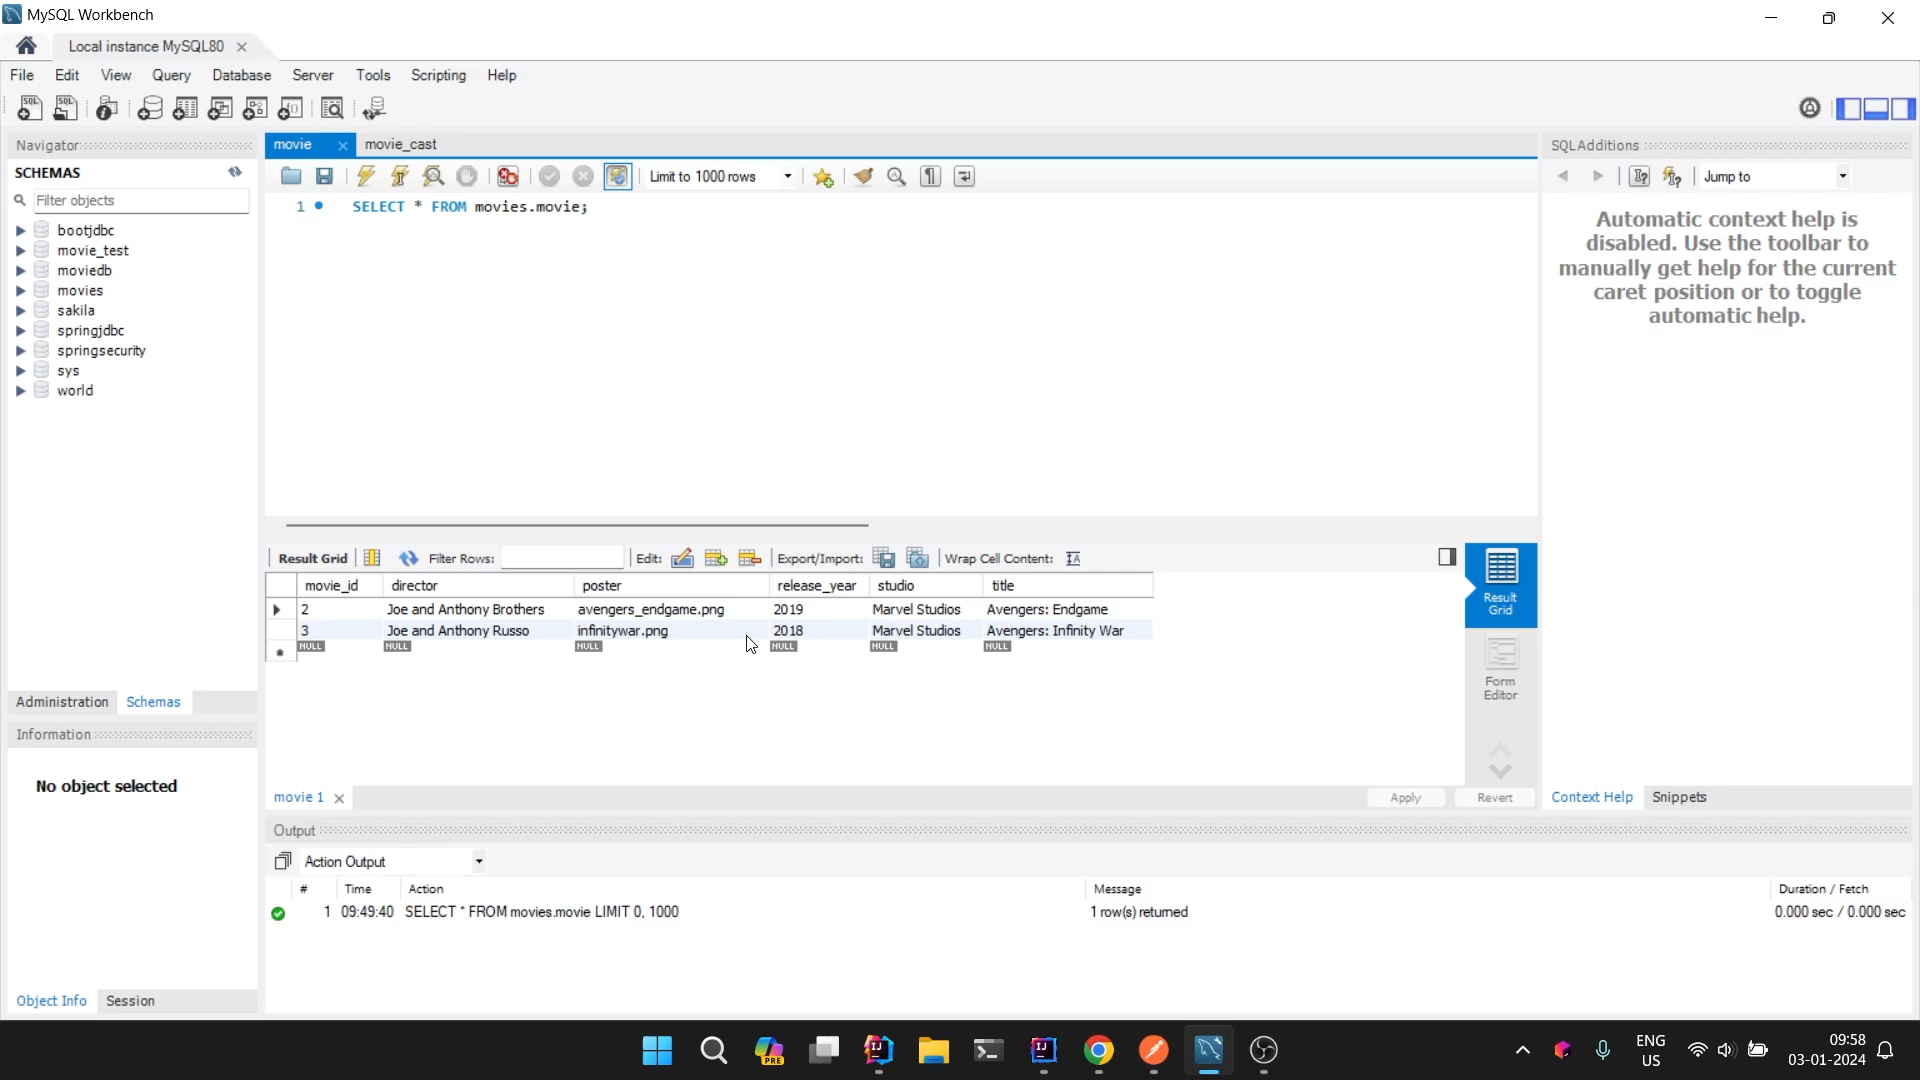 MySQL Workbench
Local instance MySQL80
File Edit View Query Database Server Tools Scripting Help
Navigator
SCHEMAS
Filter objects
bootjdbc
movie_test
moviedb
movies
sakila
springjdbc
springsecurity
sys
world
Administration Schemas
Information
No object selected
Object Info Session
movie movie_cast
Limit to 1000 rows
1 SELECT * FROM movies.movie;
Result Grid Filter Rows: Edit: Export/Import: Wrap Cell Content:
movie_id director poster release_year studio title
2 Joe and Anthony Brothers avengers_endgame.png 2019 Marvel Studios Avengers: Endgame
3 Joe and Anthony Russo infinitywar.png 2018 Marvel Studios Avengers: Infinity War
NULL NULL NULL NULL NULL NULL
Result
Grid
Form
Editor
movie 1 Apply Revert
SQLAdditions
Jump to
Automatic context help is
disabled. Use the toolbar to
manually get help for the current
caret position or to toggle
automatic help.
Context Help Snippets
Output
Action Output
# Time Action Message Duration / Fetch
1 09:49:40 SELECT * FROM movies.movie LIMIT 0, 1000 1 row(s) returned 0.000 sec / 0.000 sec
PRE
ENG
US
09:58
03-01-2024